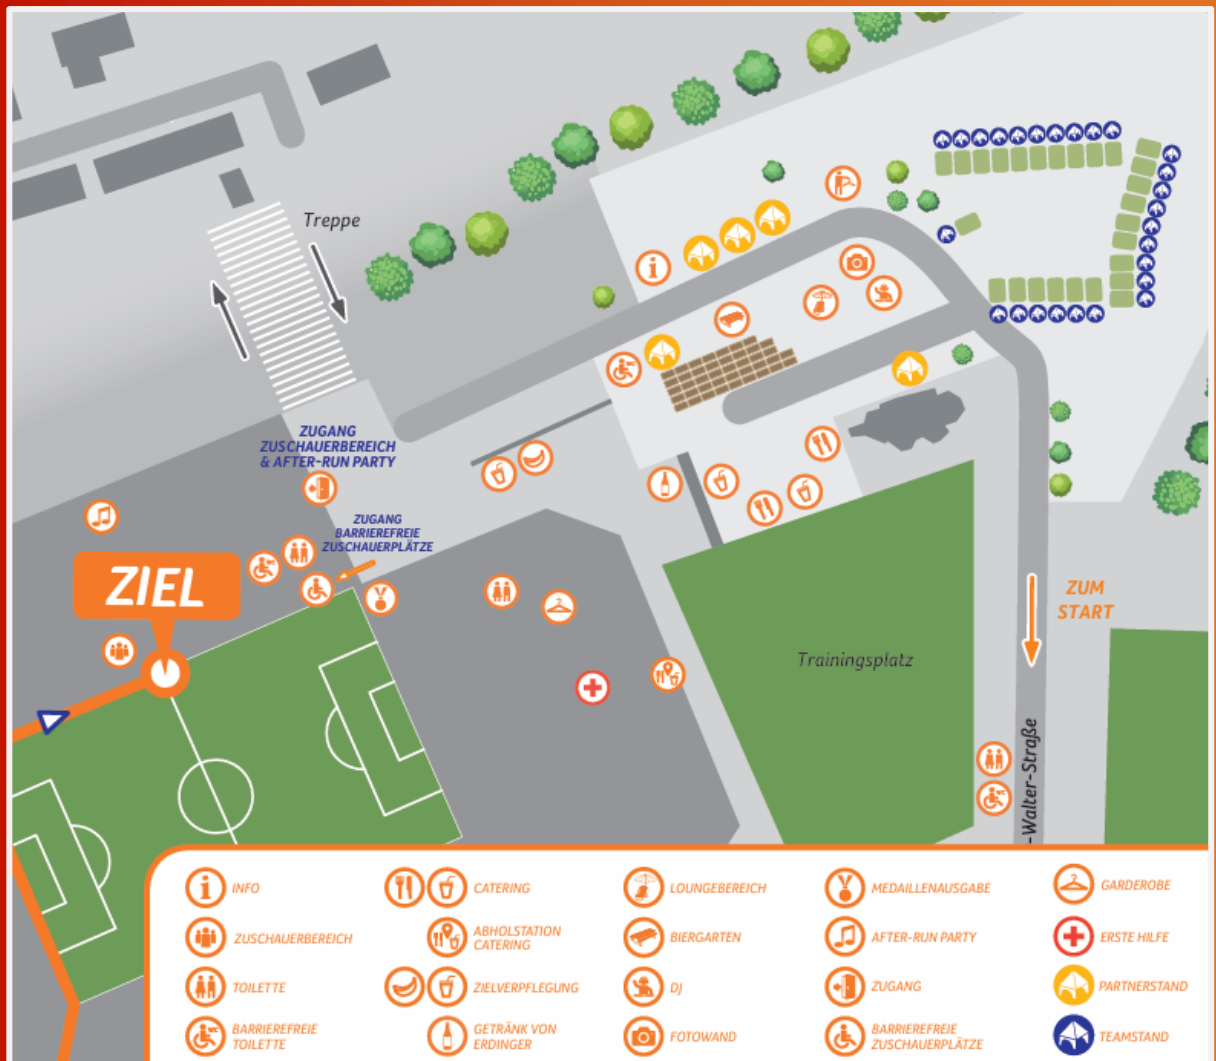 Treppe
ZUGANG
ZUSCHAUERBEREICH
& AFTER-RUN PARTY
ZUGANG
BARRIEREFREIE
ZUSCHAUERPLÄTZE
ZIEL
ZUM
START
Trainingsplatz
-Walter-Straße
INFO
ZUSCHAUERBEREICH
TOILETTE
BARRIEREFREIE
TOILETTE
CATERING
ABHOLSTATION
CATERING
ZIELVERPFLEGUNG
GETRÄNK VON
ERDINGER
LOUNGEBEREICH
BIERGARTEN
DJ
FOTOWAND
MEDAILLENAUSGABE
AFTER-RUN PARTY
ZUGANG
BARRIEREFREIE
ZUSCHAUERPLÄTZE
GARDEROBE
ERSTE HILFE
PARTNERSTAND
TEAMSTAND